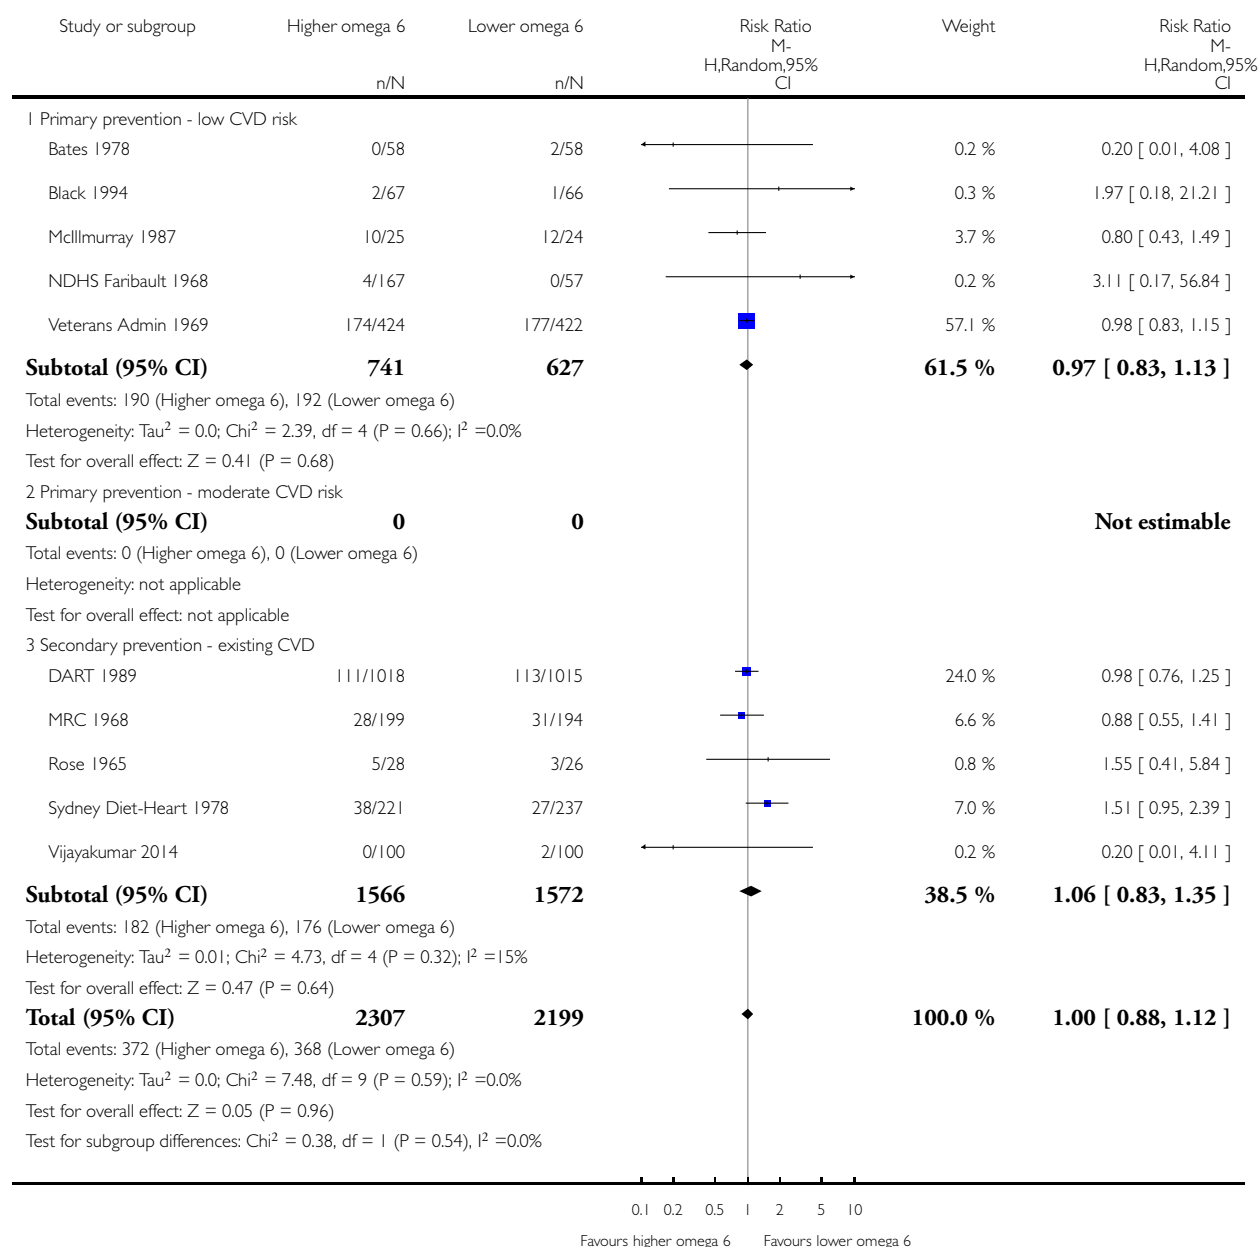 Study or subgroup Higher omega 6 Lower omega 6 Risk Ratio Weight Risk Ratio
M- M-
H,Random,95% H,Random,95%
n/N n/N CI CI
1 Primary prevention - low CVD risk
Bates 1978 0/58 2/58 0.2 % 0.20 [ 0.01, 4.08 ]
Black 1994 2/67 1/66 0.3 % 1.97 [ 0.18, 21.21 ]
McIllmurray 1987 10/25 12/24 3.7 % 0.80 [ 0.43, 1.49 ]
NDHS Faribault 1968 4/167 0/57 0.2 % 3.11 [ 0.17, 56.84 ]
Veterans Admin 1969 174/424 177/422 57.1 % 0.98 [ 0.83, 1.15 ]
Subtotal (95% CI) 741 627 61.5 % 0.97 [ 0.83, 1.13 ]
Total events: 190 (Higher omega 6), 192 (Lower omega 6)
Heterogeneity: Tau² = 0.0; Chi² = 2.39, df = 4 (P = 0.66); I² =0.0%
Test for overall effect: Z = 0.41 (P = 0.68)
2 Primary prevention - moderate CVD risk
Subtotal (95% CI) 0 0 Not estimable
Total events: 0 (Higher omega 6), 0 (Lower omega 6)
Heterogeneity: not applicable
Test for overall effect: not applicable
3 Secondary prevention - existing CVD
DART 1989 111/1018 113/1015 24.0 % 0.98 [ 0.76, 1.25 ]
MRC 1968 28/199 31/194 6.6 % 0.88 [ 0.55, 1.41 ]
Rose 1965 5/28 3/26 0.8 % 1.55 [ 0.41, 5.84 ]
Sydney Diet-Heart 1978 38/221 27/237 7.0 % 1.51 [ 0.95, 2.39 ]
Vijayakumar 2014 0/100 2/100 0.2 % 0.20 [ 0.01, 4.11 ]
Subtotal (95% CI) 1566 1572 38.5 % 1.06 [ 0.83, 1.35 ]
Total events: 182 (Higher omega 6), 176 (Lower omega 6)
Heterogeneity: Tau² = 0.01; Chi² = 4.73, df = 4 (P = 0.32); I² =15%
Test for overall effect: Z = 0.47 (P = 0.64)
Total (95% CI) 2307 2199 100.0 % 1.00 [ 0.88, 1.12 ]
Total events: 372 (Higher omega 6), 368 (Lower omega 6)
Heterogeneity: Tau² = 0.0; Chi² = 7.48, df = 9 (P = 0.59); I² =0.0%
Test for overall effect: Z = 0.05 (P = 0.96)
Test for subgroup differences: Chi² = 0.38, df = 1 (P = 0.54), I² =0.0%
0.1 0.2 0.5 1 2 5 10
Favours higher omega 6 Favours lower omega 6